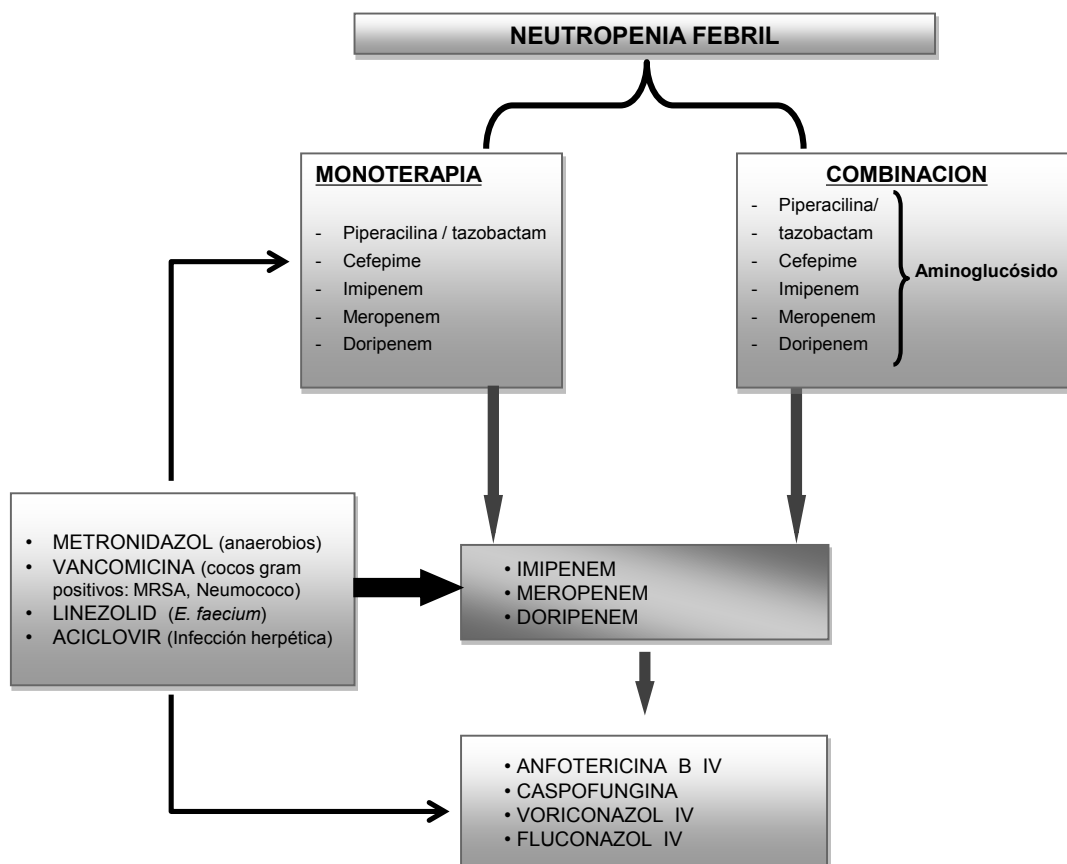 NEUTROPENIA FEBRIL
MONOTERAPIA
- Piperacilina / tazobactam
- Cefepime
- Imipenem
- Meropenem
- Doripenem
COMBINACION
- Piperacilina/
- tazobactam
- Cefepime
- Imipenem
- Meropenem
- Doripenem
Aminoglucósido
• METRONIDAZOL (anaerobios)
• VANCOMICINA (cocos gram
positivos: MRSA, Neumococo)
• LINEZOLID (E. faecium)
• ACICLOVIR (Infección herpética)
• IMIPENEM
• MEROPENEM
• DORIPENEM
• ANFOTERICINA B IV
• CASPOFUNGINA
• VORICONAZOL IV
• FLUCONAZOL IV